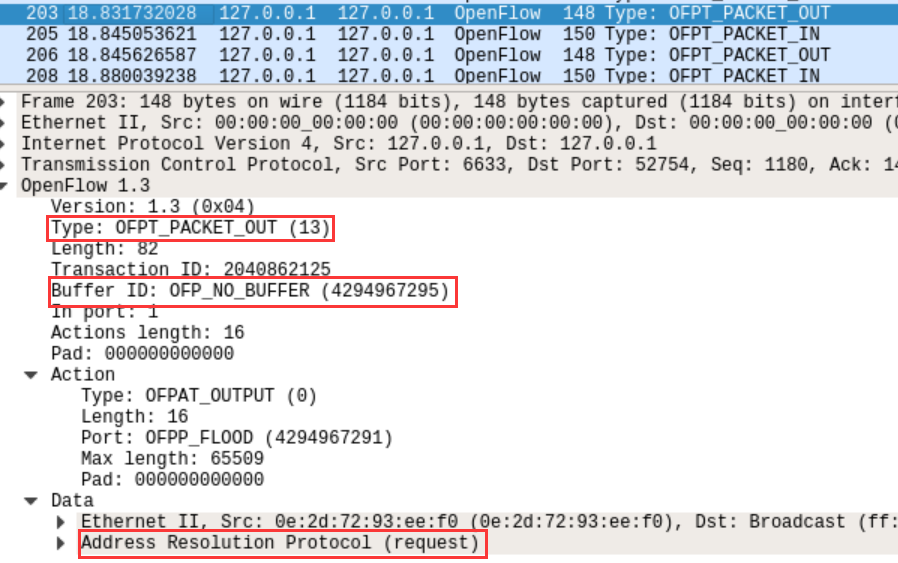 203 18.831732028 127.0.0.1 127.0.0.1 OpenFlow 148 Type: OFPT_PACKET_OUT
205 18.845053621 127.0.0.1 127.0.0.1 OpenFlow 150 Type: OFPT_PACKET_IN
206 18.845626587 127.0.0.1 127.0.0.1 OpenFlow 148 Type: OFPT_PACKET_OUT
208 18.880039238 127.0.0.1 127.0.0.1 OpenFlow 150 Type: OFPT_PACKET_IN
Frame 203: 148 bytes on wire (1184 bits), 148 bytes captured (1184 bits) on interf
Ethernet II, Src: 00:00:00_00:00:00 (00:00:00:00:00:00), Dst: 00:00:00_00:00:00 (0
Internet Protocol Version 4, Src: 127.0.0.1, Dst: 127.0.0.1
Transmission Control Protocol, Src Port: 6633, Dst Port: 52754, Seq: 1180, Ack: 14
OpenFlow 1.3
Version: 1.3 (0x04)
Type: OFPT_PACKET_OUT (13)
Length: 82
Transaction ID: 2040862125
Buffer ID: OFP_NO_BUFFER (4294967295)
In port: 1
Actions length: 16
Pad: 000000000000
Action
Type: OFPAT_OUTPUT (0)
Length: 16
Port: OFPP_FLOOD (4294967291)
Max length: 65509
Pad: 000000000000
Data
Ethernet II, Src: 0e:2d:72:93:ee:f0 (0e:2d:72:93:ee:f0), Dst: Broadcast (ff:
Address Resolution Protocol (request)